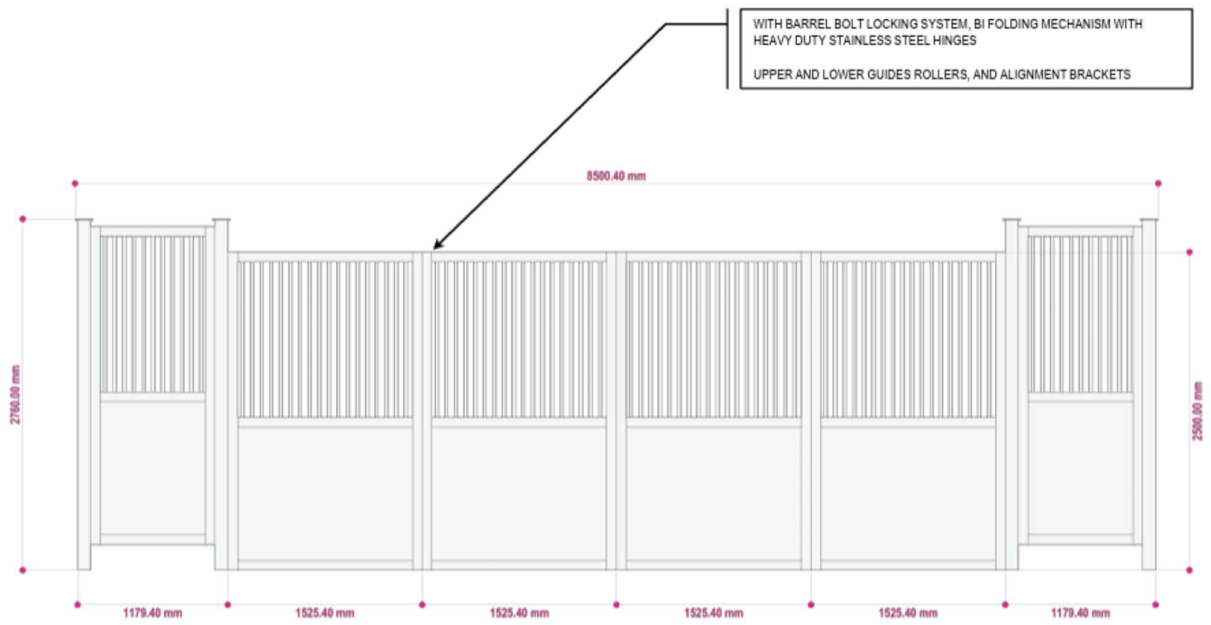 WITH BARREL BOLT LOCKING SYSTEM, BI FOLDING MECHANISM WITH
HEAVY DUTY STAINLESS STEEL HINGES
UPPER AND LOWER GUIDES ROLLERS, AND ALIGNMENT BRACKETS
8500.40 mm
2760.00 mm
2500.00 mm
1179.40 mm
1525.40 mm
1525.40 mm
1525.40 mm
1525.40 mm
1179.40 mm